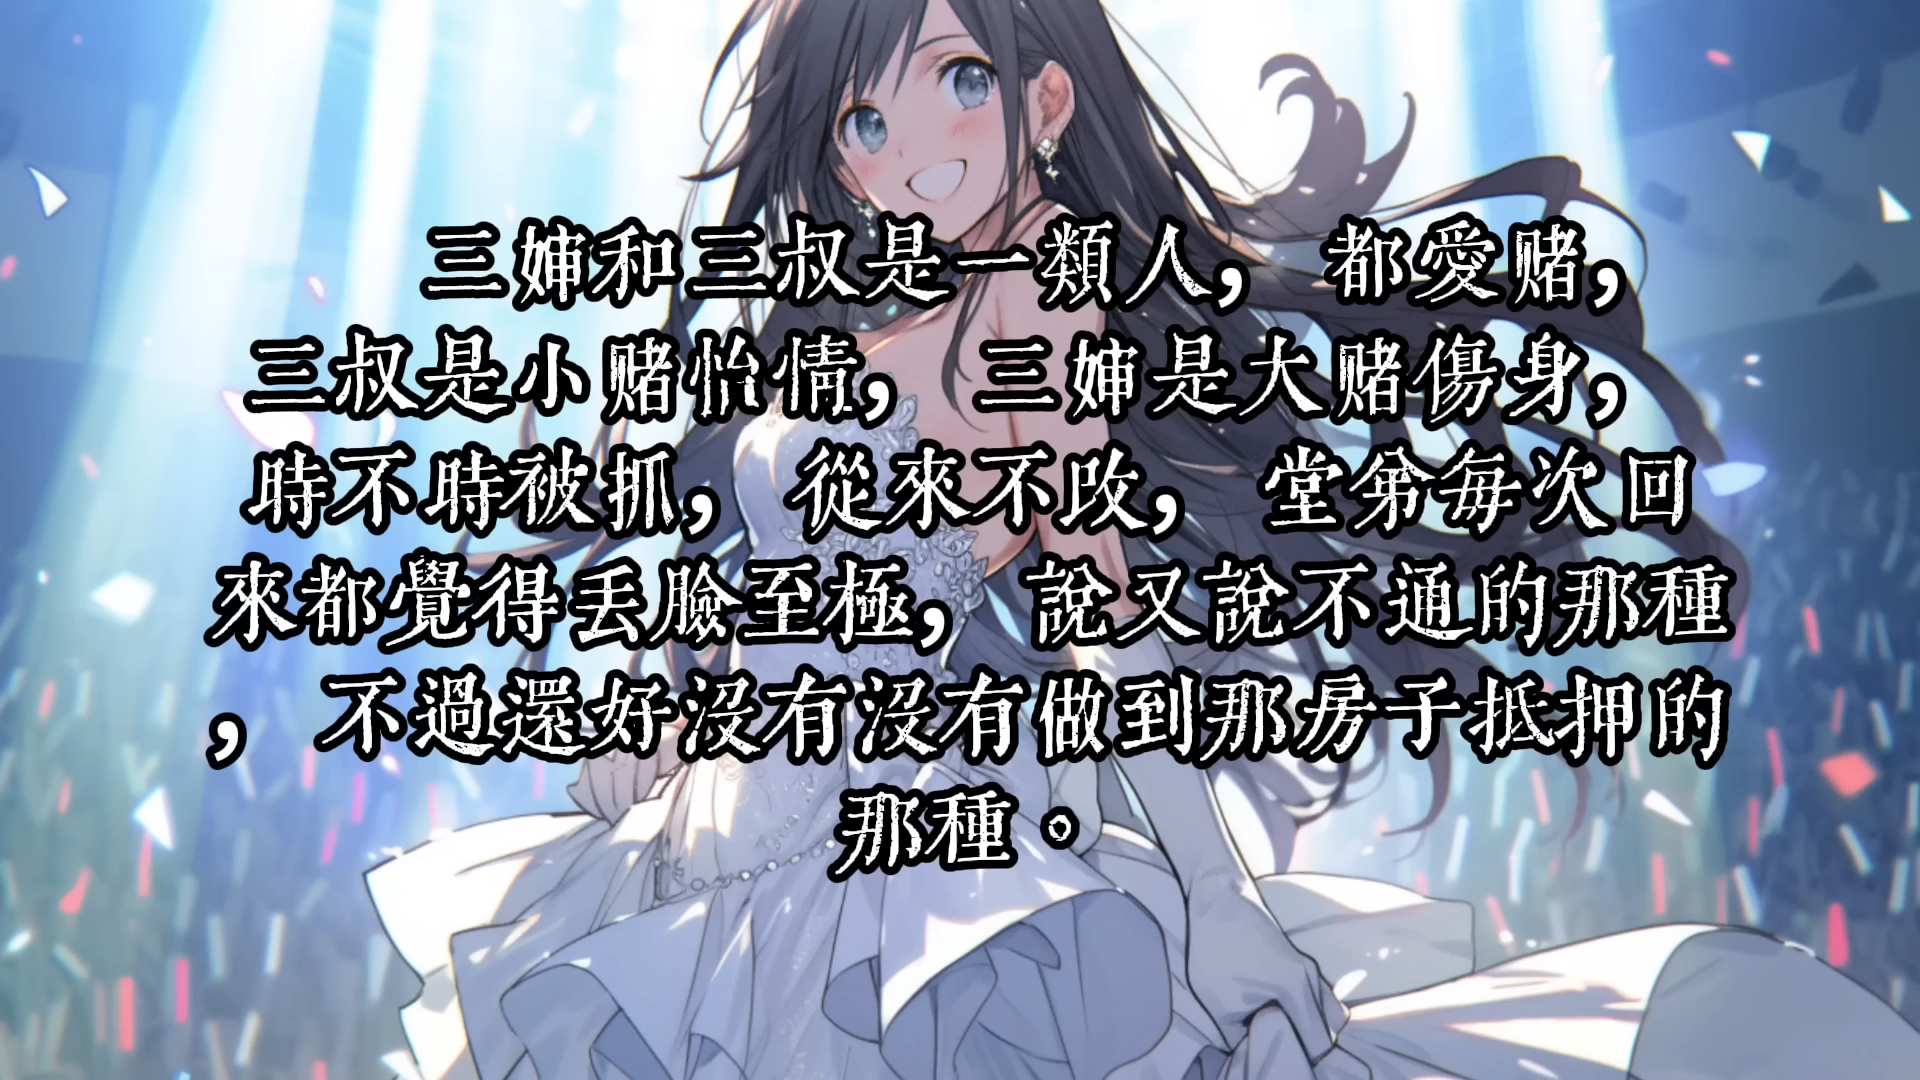 三嬸和三叔是一類人，都愛赌，
三叔是小赌怡情，三嬸是大赌傷身，
時不時被抓，從來不改，堂弟每次回
來都覺得丢臉至極，說又說不通的那種
，不過還好沒有沒有做到那房子抵押的
那種。